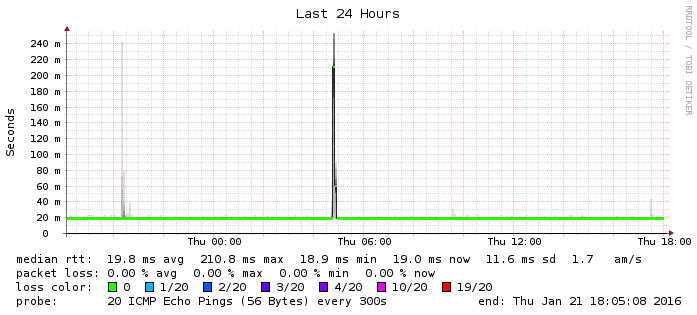 Last 24 Hours
RRDTOOL / TOBI OETIKER
Seconds
240 m
220 m
200 m
180 m
160 m
140 m
120 m
100 m
80 m
60 m
40 m
20 m
0
Thu 00:00 Thu 06:00 Thu 12:00 Thu 18:00
median rtt: 19.8 ms avg 210.8 ms max 18.9 ms min 19.0 ms now 11.6 ms sd 1.7 am/s
packet loss: 0.00 % avg 0.00 % max 0.00 % min 0.00 % now
loss color: 0 1/20 2/20 3/20 4/20 10/20 19/20
probe: 20 ICMP Echo Pings (56 Bytes) every 300s end: Thu Jan 21 18:05:08 2016